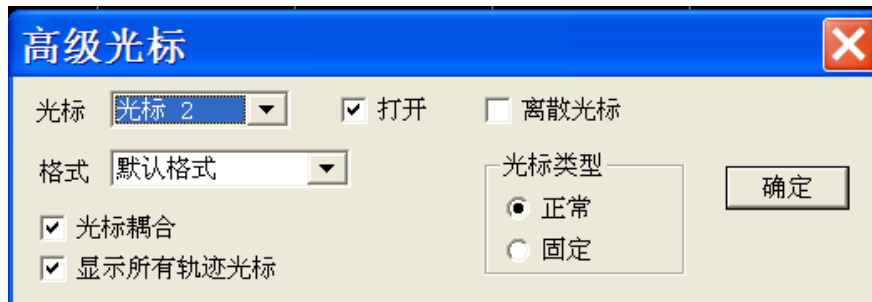 高级光标
光标 光标 2 打开 离散光标
格式 默认格式 光标类型
正常 确定
光标耦合
固定
显示所有轨迹光标